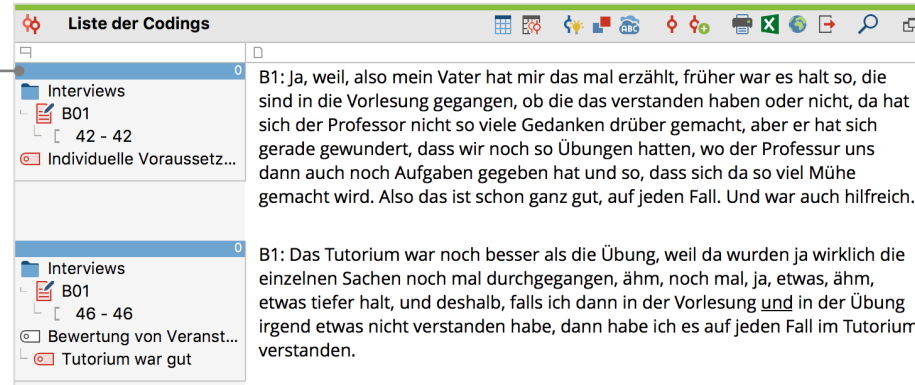 Liste der Codings
ABC
0
Interviews
B01
42 - 42
Individuelle Voraussetz...
B1: Ja, weil, also mein Vater hat mir das mal erzählt, früher war es halt so, die
sind in die Vorlesung gegangen, ob die das verstanden haben oder nicht, da hat
sich der Professor nicht so viele Gedanken drüber gemacht, aber er hat sich
gerade gewundert, dass wir noch so Übungen hatten, wo der Professur uns
dann auch noch Aufgaben gegeben hat und so, dass sich da so viel Mühe
gemacht wird. Also das ist schon ganz gut, auf jeden Fall. Und war auch hilfreich.
0
Interviews
B01
46 - 46
Bewertung von Veranst...
Tutorium war gut
B1: Das Tutorium war noch besser als die Übung, weil da wurden ja wirklich die
einzelnen Sachen noch mal durchgegangen, ähm, noch mal, ja, etwas, ähm,
etwas tiefer halt, und deshalb, falls ich dann in der Vorlesung und in der Übung
irgend etwas nicht verstanden habe, dann habe ich es auf jeden Fall im Tutorium
verstanden.